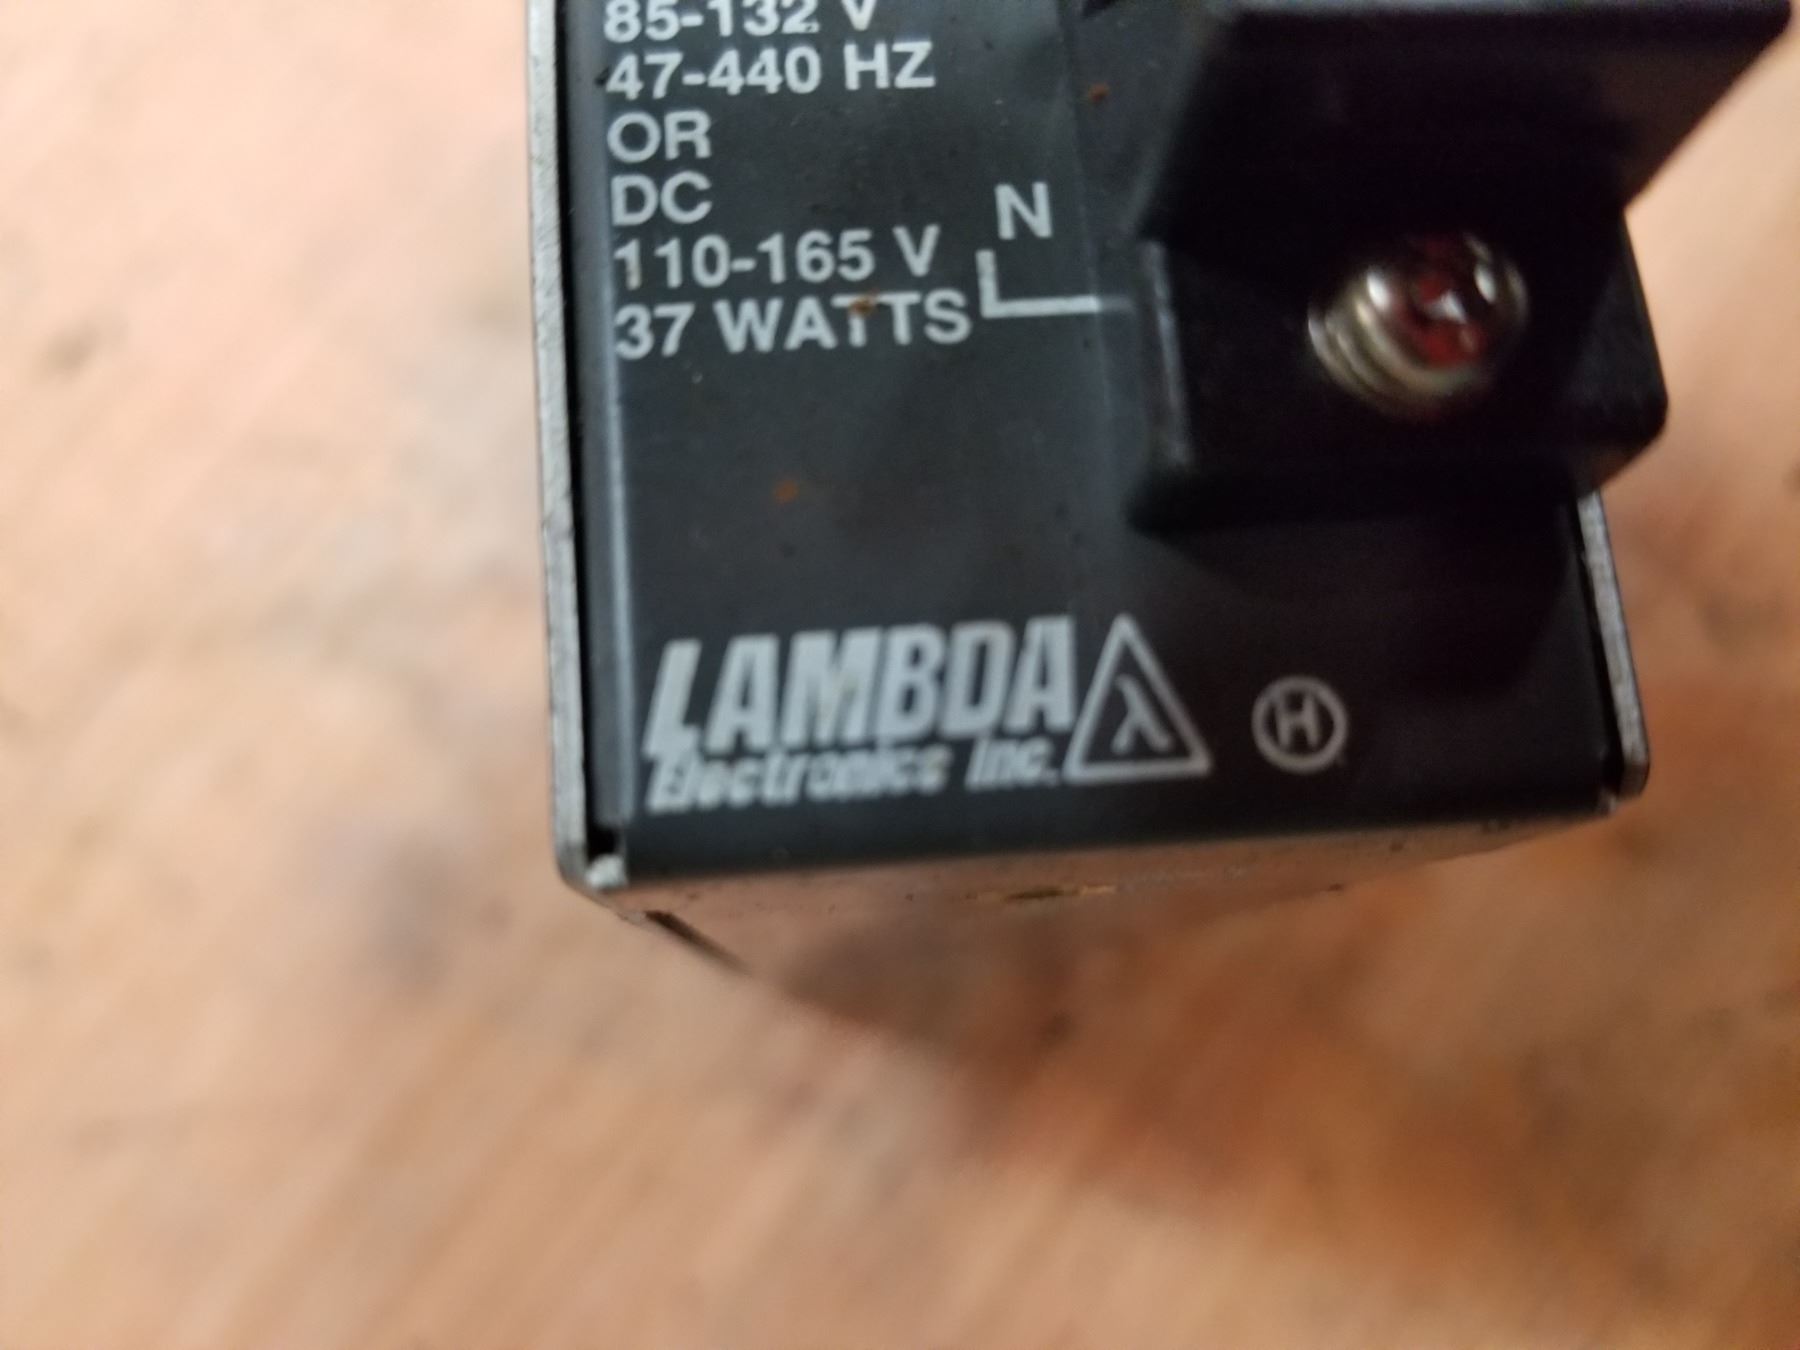 85-132 V
47-440 HZ
OR
DC
110-165 V
37 WATTS
N
LAMBDA
Electronics Inc.
λ
H